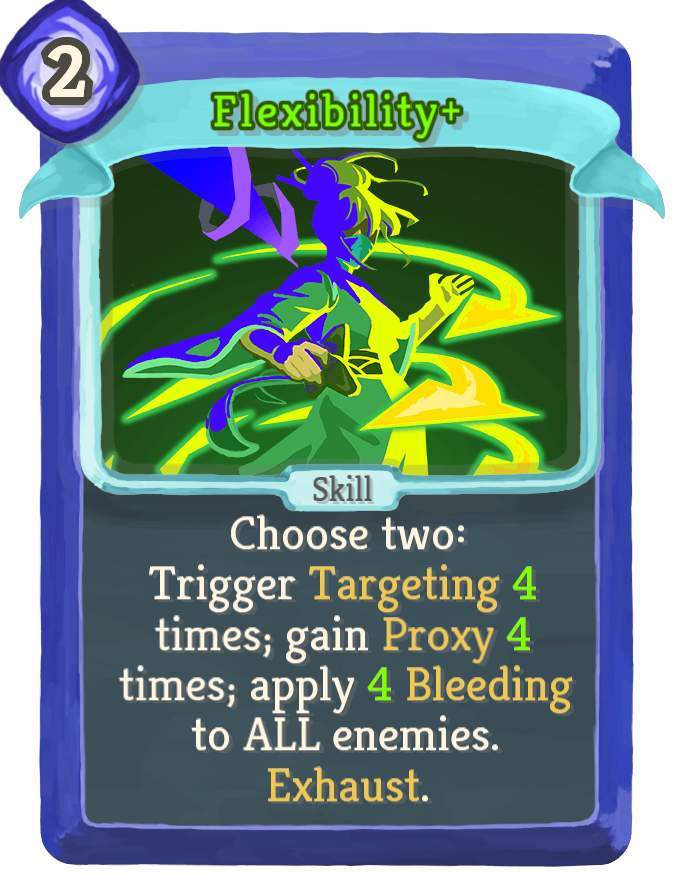 2
Flexibility+
Skill
Choose two:
Trigger Targeting 4
times; gain Proxy 4
times; apply 4 Bleeding
to ALL enemies.
Exhaust.